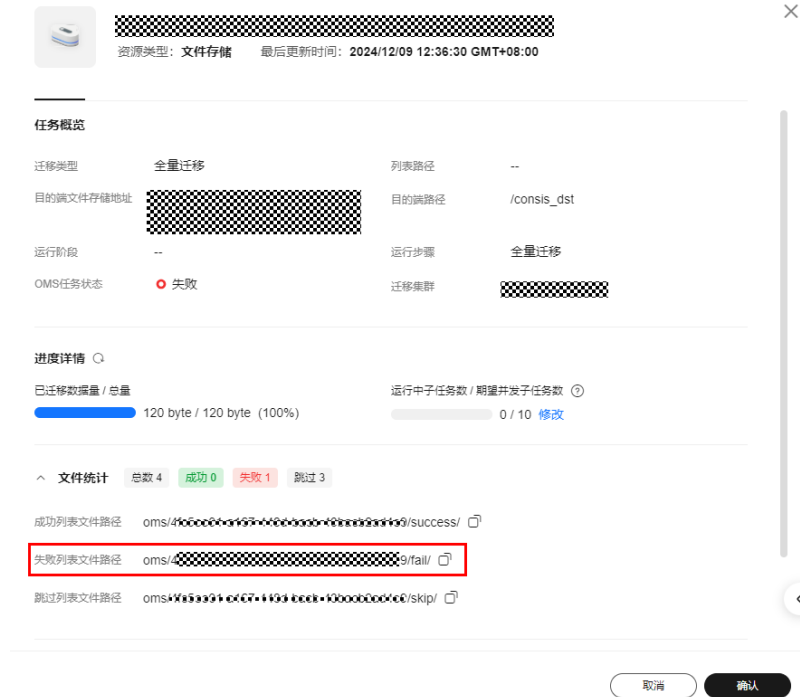 资源类型： 文件存储 最后更新时间： 2024/12/09 12:36:30 GMT+08:00
任务概览
迁移类型 全量迁移 列表路径 --
目的端文件存储地址 目的端路径 /consis_dst
运行阶段 -- 运行步骤 全量迁移
OMS任务状态 失败 迁移集群
进度详情
已迁移数据量 / 总量 运行中子任务数 / 期望并发子任务数 ?
120 byte / 120 byte (100%) 0 / 10 修改
文件统计 总数 4 成功 0 失败 1 跳过 3
成功列表文件路径 oms/ /success/
失败列表文件路径 oms/4 9/fail/
跳过列表文件路径 oms/ /skip/
取消 确认